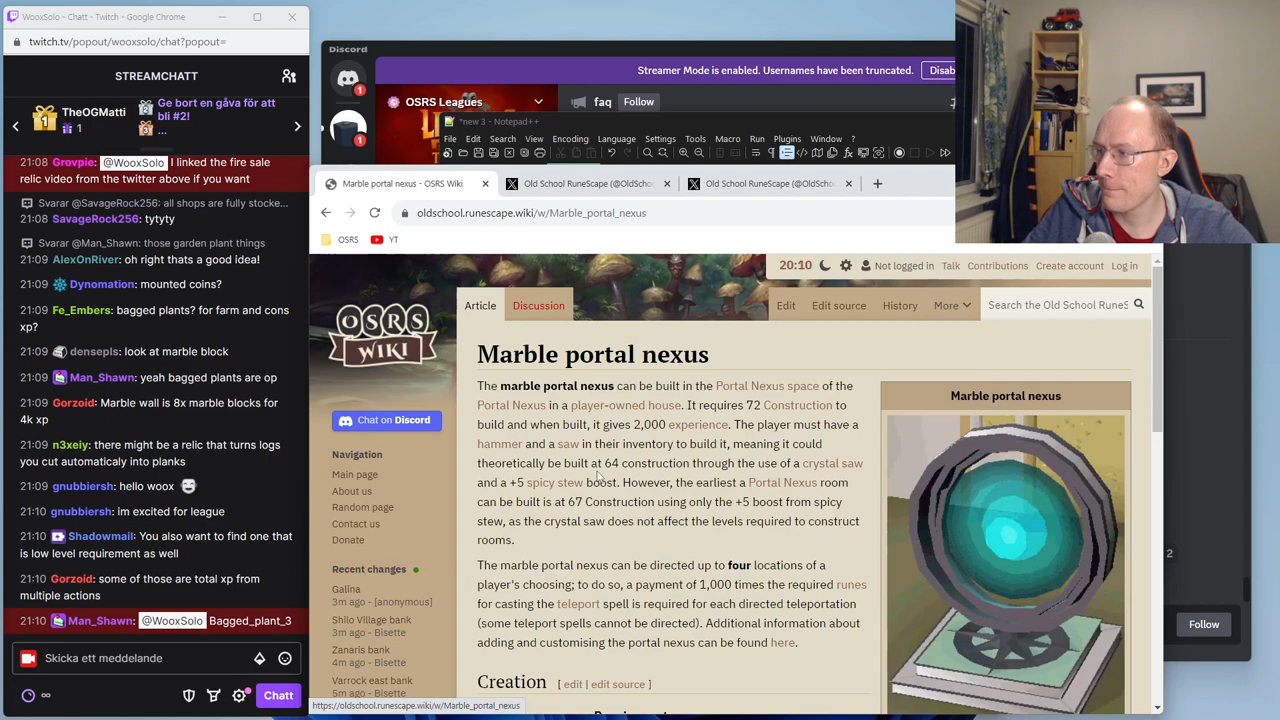 WooxSolo - Chatt - Twitch - Google Chrome
twitch.tv/popout/wooxsolo/chat?popout=
STREAMCHATT
TheOGMatti
1
Ge bort en gåva för att
bli #2!
...
21:08 Grovpie: @WooxSolo I linked the fire sale
relic video from the twitter above if you want
Svarar @SavageRock256: all shops are fully stocke...
21:08 SavageRock256: tytyty
Svarar @Man_Shawn: those garden plant things
21:09 AlexOnRiver: oh right thats a good idea!
21:09 Dynomation: mounted coins?
21:09 Fe_Embers: bagged plants? for farm and cons
xp?
21:09 densepls: look at marble block
21:09 Man_Shawn: yeah bagged plants are op
21:09 Gorzoid: Marble wall is 8x marble blocks for
4k xp
21:09 n3xeiy: there might be a relic that turns logs
you cut automaticaly into planks
21:09 gnubbiersh: hello woox
21:10 gnubbiersh: im excited for league
21:10 Shadowmail: You also want to find one that
is low level requirement as well
21:10 Gorzoid: some of those are total xp from
multiple actions
21:10 Man_Shawn: @WooxSolo Bagged_plant_3
Skicka ett meddelande
∞
Chatt
Discord
1
1
Streamer Mode is enabled. Usernames have been truncated.
Disab
OSRS Leagues
faq
Follow
*new 3 - Notepad++
File Edit Search View Encoding Language Settings Tools Macro Run Plugins Window ?
Marble portal nexus - OSRS Wiki
Old School RuneScape (@OldScho
Old School RuneScape (@OldScho
oldschool.runescape.wiki/w/Marble_portal_nexus
OSRS
YT
20:10
Not logged in Talk Contributions Create account Log in
OSRS
WIKI
Article
Discussion
Edit
Edit source
History
More
Search the Old School RuneS
Chat on Discord
Navigation
Main page
About us
Random page
Contact us
Donate
Recent changes
Galina
3m ago - [anonymous]
Shilo Village bank
3m ago - Bisette
Zanaris bank
4m ago - Bisette
Varrock east bank
5m ago - Bisette
Marble portal nexus
The marble portal nexus can be built in the Portal Nexus space of the
Portal Nexus in a player-owned house. It requires 72 Construction to
build and when built, it gives 2,000 experience. The player must have a
hammer and a saw in their inventory to build it, meaning it could
theoretically be built at 64 construction through the use of a crystal saw
and a +5 spicy stew boost. However, the earliest a Portal Nexus room
can be built is at 67 Construction using only the +5 boost from spicy
stew, as the crystal saw does not affect the levels required to construct
rooms.
The marble portal nexus can be directed up to four locations of a
player's choosing; to do so, a payment of 1,000 times the required runes
for casting the teleport spell is required for each directed teleportation
(some teleport spells cannot be directed). Additional information about
adding and customising the portal nexus can be found here.
Creation [ edit | edit source ]
Marble portal nexus
2
Follow
https://oldschool.runescape.wiki/w/Marble_portal_nexus